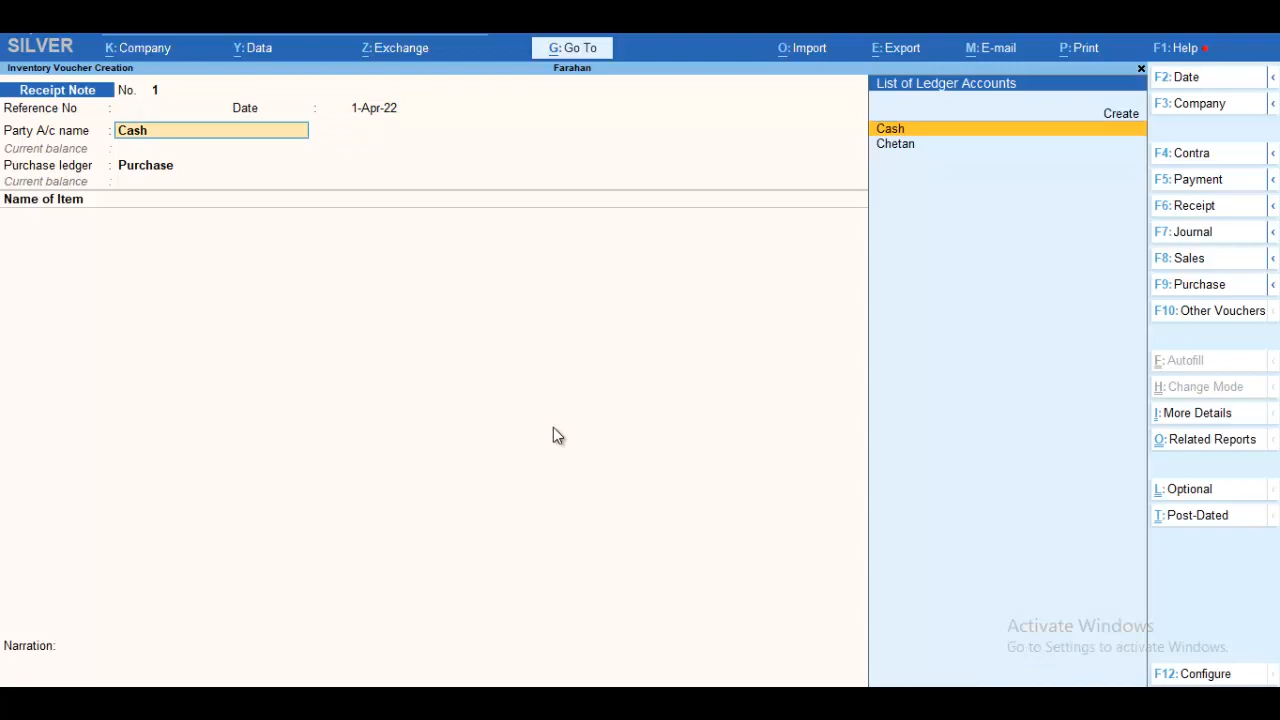 SILVER
K: Company
Y: Data
Z: Exchange
G: Go To
O: Import
E: Export
M: E-mail
P: Print
F1: Help
Inventory Voucher Creation
Farahan
Receipt Note No. 1
Reference No : Date : 1-Apr-22
Party A/c name : Cash
Current balance :
Purchase ledger : Purchase
Current balance :
Name of Item
Narration:
List of Ledger Accounts
Create
Cash
Chetan
F2: Date
F3: Company
F4: Contra
F5: Payment
F6: Receipt
F7: Journal
F8: Sales
F9: Purchase
F10: Other Vouchers
F: Autofill
H: Change Mode
I: More Details
O: Related Reports
L: Optional
T: Post-Dated
Activate Windows
Go to Settings to activate Windows.
F12: Configure